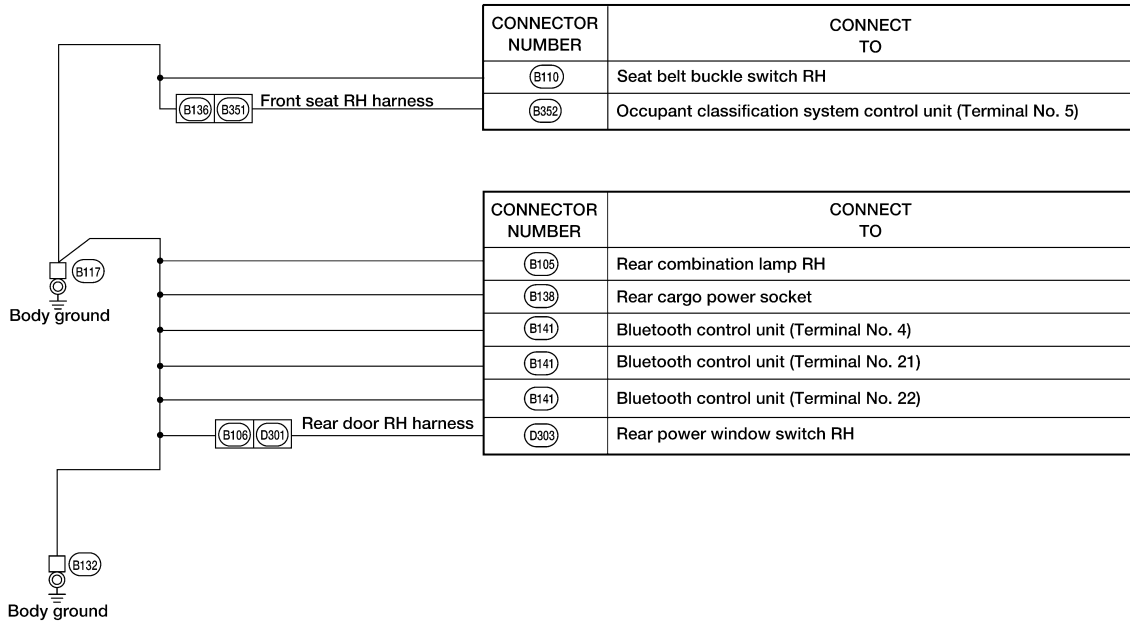 CONNECTOR NUMBER CONNECT TO
B110 Seat belt buckle switch RH
B136 B351 Front seat RH harness B352 Occupant classification system control unit (Terminal No. 5)
CONNECTOR NUMBER CONNECT TO
B117
Body ground
B105 Rear combination lamp RH
B138 Rear cargo power socket
B141 Bluetooth control unit (Terminal No. 4)
B141 Bluetooth control unit (Terminal No. 21)
B141 Bluetooth control unit (Terminal No. 22)
B106 D301 Rear door RH harness D303 Rear power window switch RH
B132
Body ground